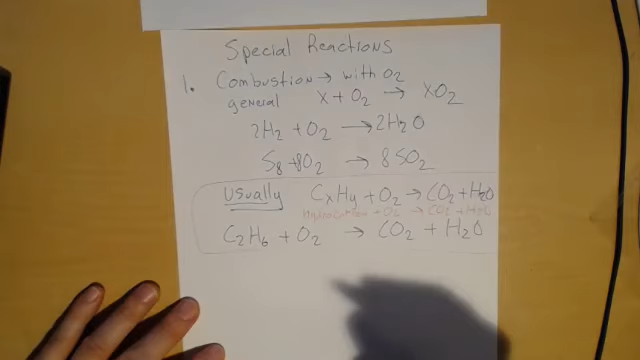 Special Reactions
1. Combustion → with O2
general X + O2 → XO2
2H2 + O2 → 2H2O
S8 + 8O2 → 8SO2
Usually CxHy + O2 → CO2 + H2O
hydrocarbon + O2 → CO2 + H2O
C2H6 + O2 → CO2 + H2O